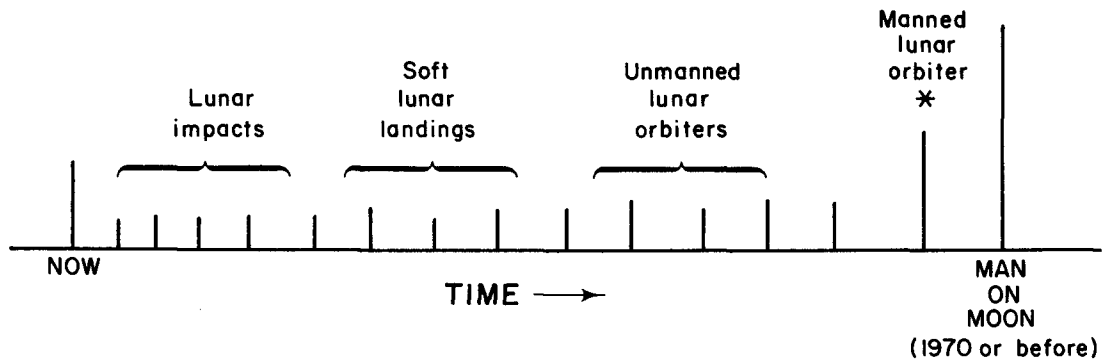 Lunar
impacts
Soft
lunar
landings
Unmanned
lunar
orbiters
Manned
lunar
orbiter
*
NOW
TIME →
MAN
ON
MOON
(1970 or before)